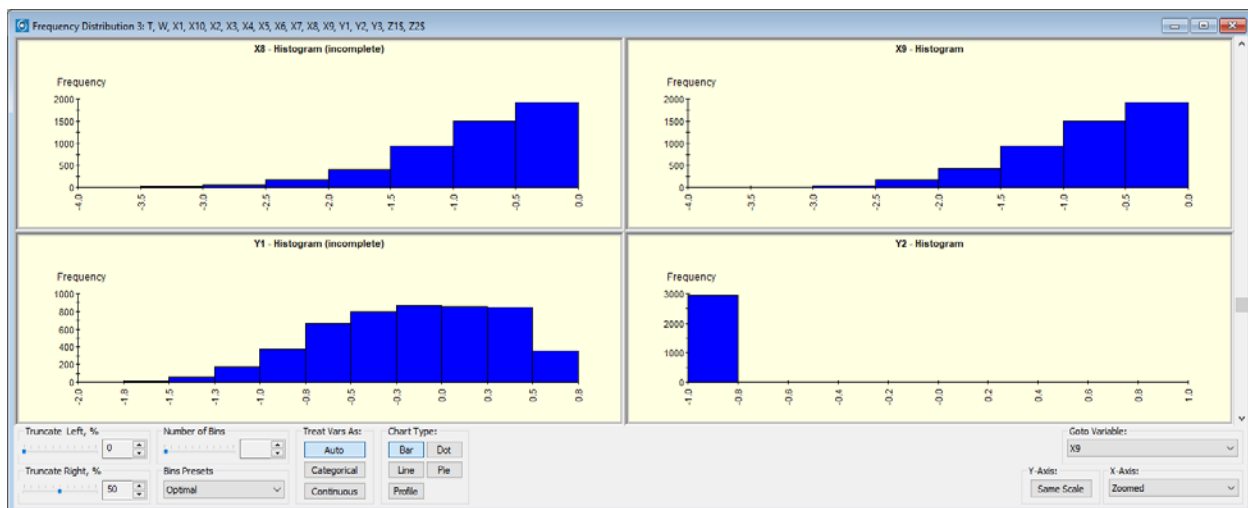 Frequency Distribution 3: T, W, X1, X10, X2, X3, X4, X5, X6, X7, X8, X9, Y1, Y2, Y3, Z1$, Z2$
X8 - Histogram (incomplete)
Frequency
2000
1500
1000
500
0
-4.0 -3.5 -3.0 -2.5 -2.0 -1.5 -1.0 -0.5 0.0
X9 - Histogram
Frequency
2000
1500
1000
500
0
-4.0 -3.5 -3.0 -2.5 -2.0 -1.5 -1.0 -0.5 0.0
Y1 - Histogram (incomplete)
Frequency
1000
800
600
400
200
0
-2.0 -1.8 -1.5 -1.3 -1.0 -0.8 -0.5 -0.3 0.0 0.3 0.5 0.8
Y2 - Histogram
Frequency
3000
2000
1000
0
-1.0 -0.8 -0.6 -0.4 -0.2 -0.0 0.2 0.4 0.6 0.8 1.0
Truncate Left, %
0
Truncate Right, %
50
Number of Bins
Bins Presets
Optimal
Treat Vars As:
Auto
Categorical
Continuous
Chart Type:
Bar Dot
Line Pie
Profile
Goto Variable:
X9
Y-Axis:
Same Scale
X-Axis:
Zoomed